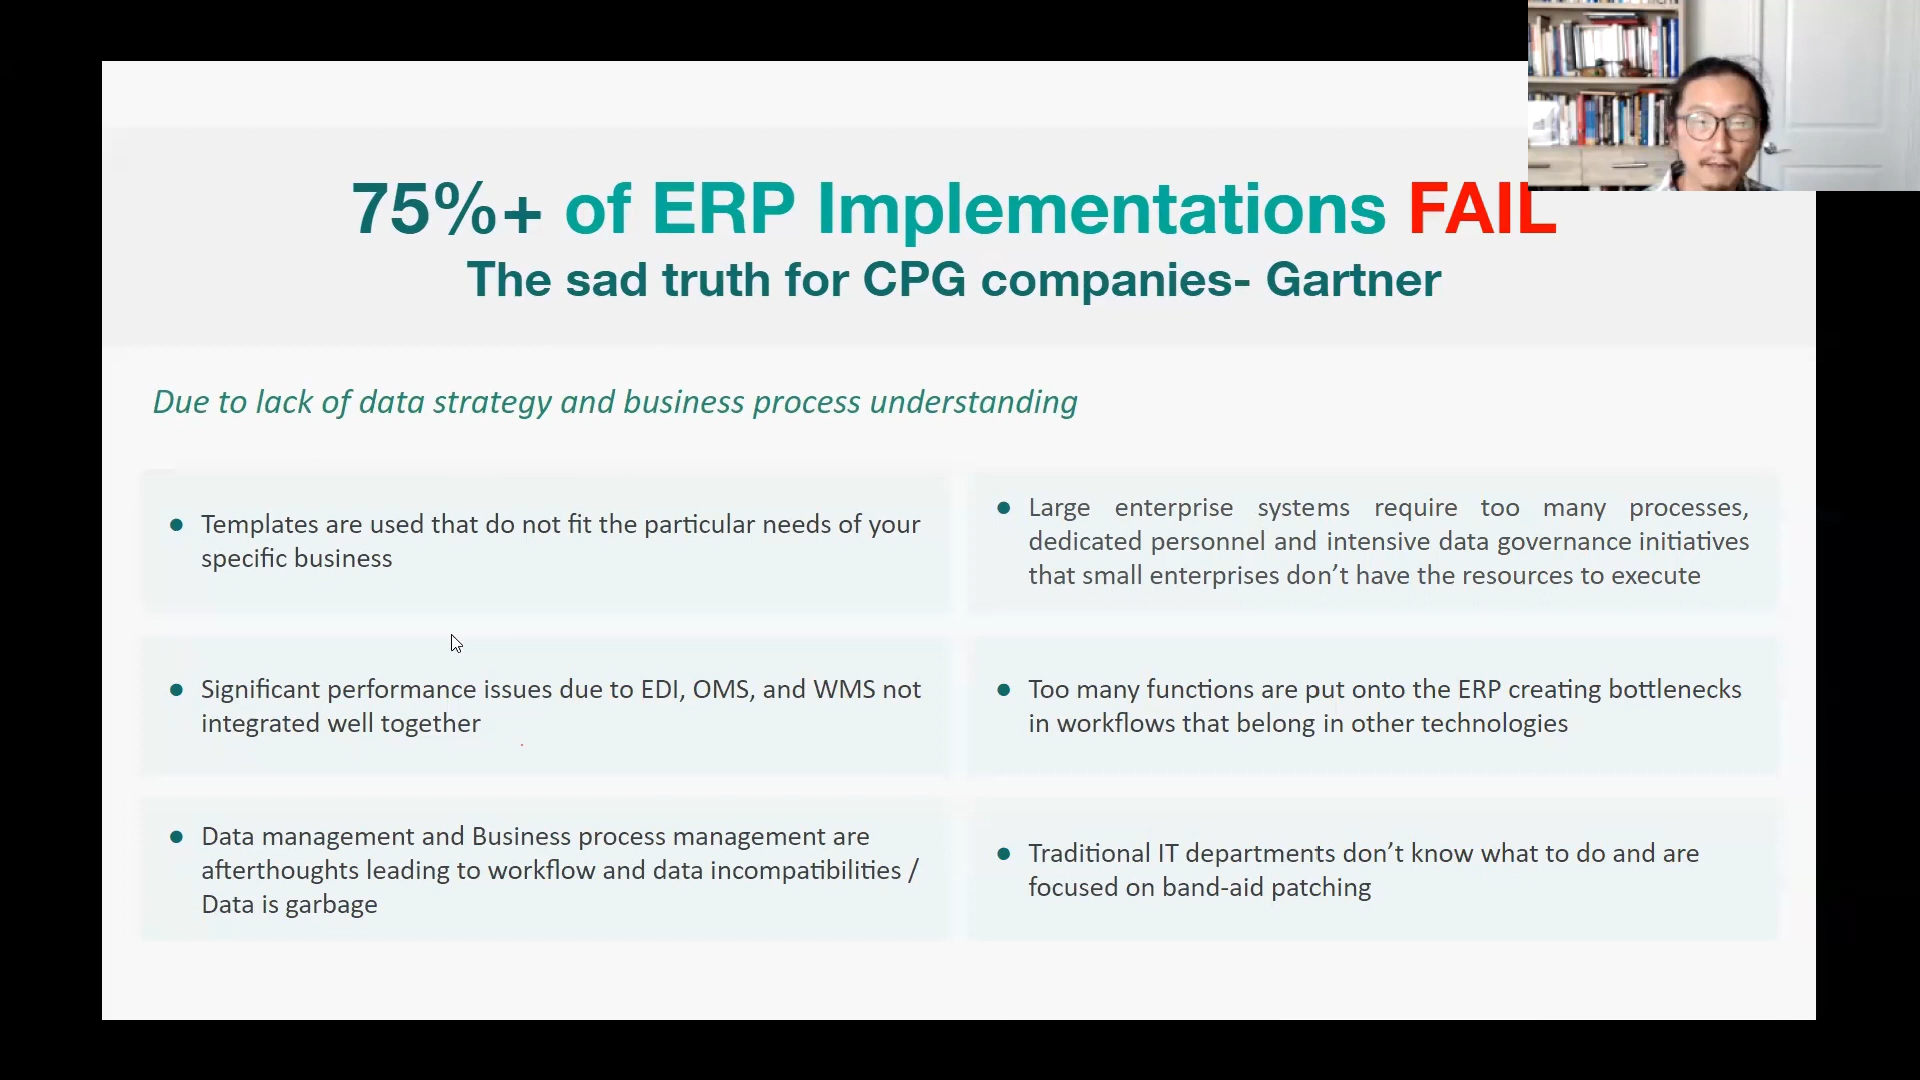 75%+ of ERP Implementations FAIL
The sad truth for CPG companies- Gartner
Due to lack of data strategy and business process understanding
● Templates are used that do not fit the particular needs of your
specific business
● Large enterprise systems require too many processes,
dedicated personnel and intensive data governance initiatives
that small enterprises don’t have the resources to execute
● Significant performance issues due to EDI, OMS, and WMS not
integrated well together
● Too many functions are put onto the ERP creating bottlenecks
in workflows that belong in other technologies
● Data management and Business process management are
afterthoughts leading to workflow and data incompatibilities /
Data is garbage
● Traditional IT departments don’t know what to do and are
focused on band-aid patching